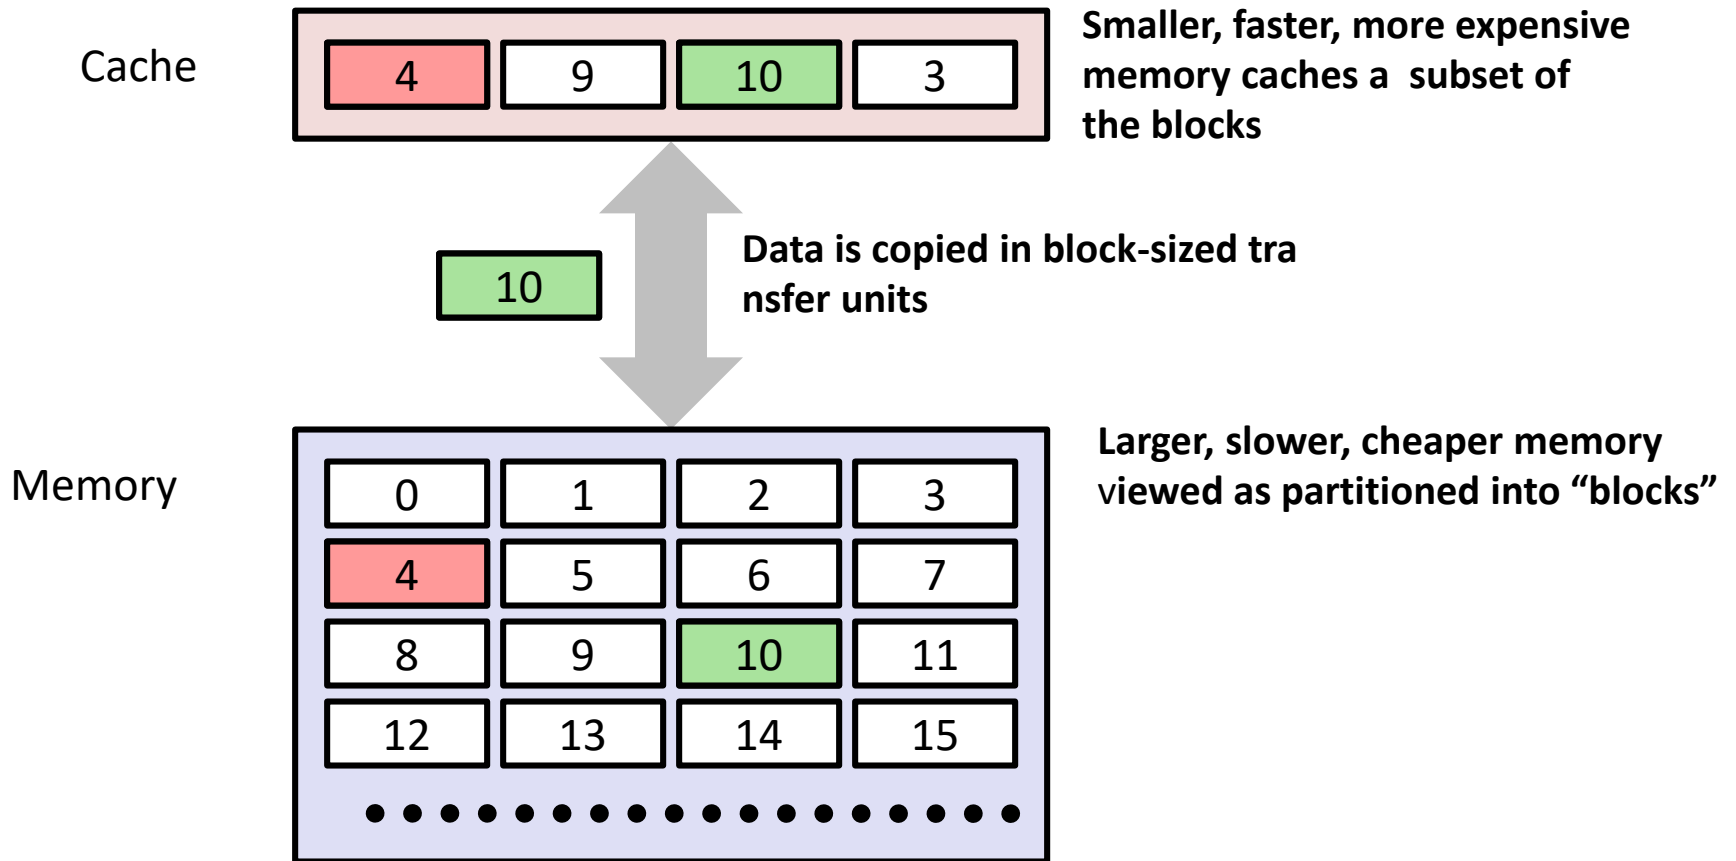 Cache
4 9 10 3
Smaller, faster, more expensive
memory caches a  subset of
the blocks
10
Data is copied in block-sized tra
nsfer units
Memory
0 1 2 3
4 5 6 7
8 9 10 11
12 13 14 15
Larger, slower, cheaper memory
viewed as partitioned into “blocks”